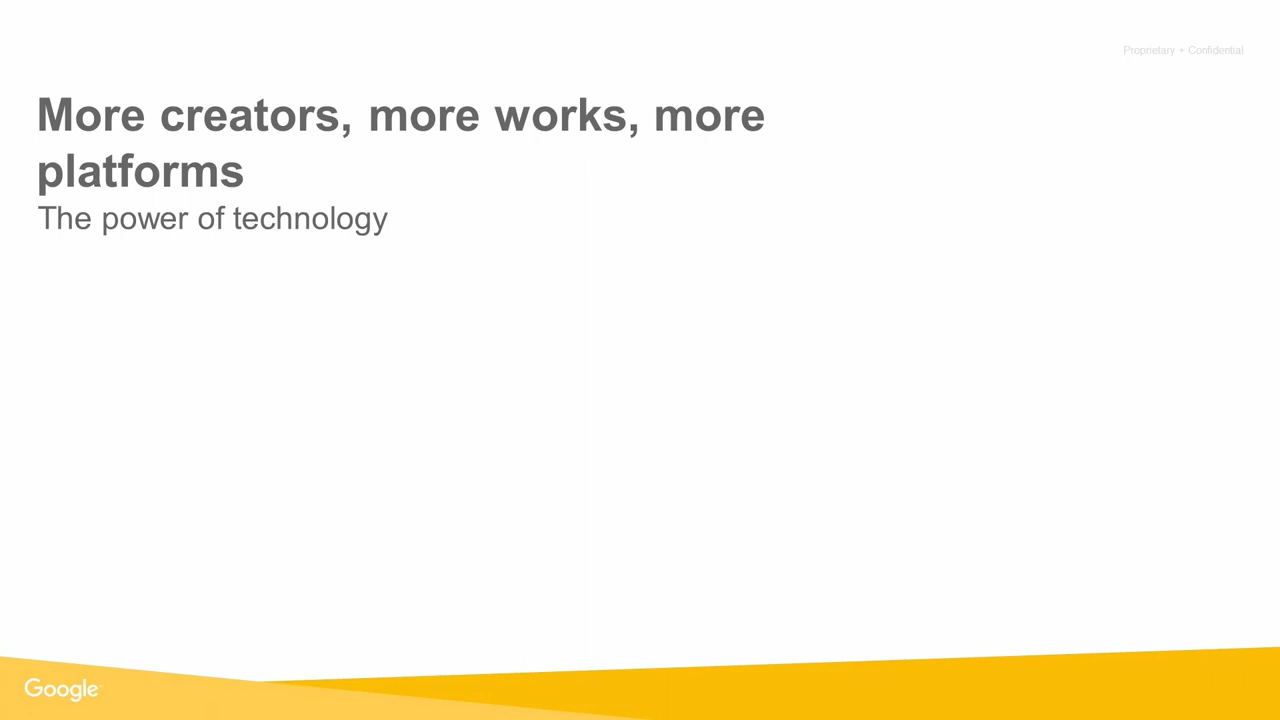 Proprietary + Confidential
More creators, more works, more
platforms
The power of technology
Google